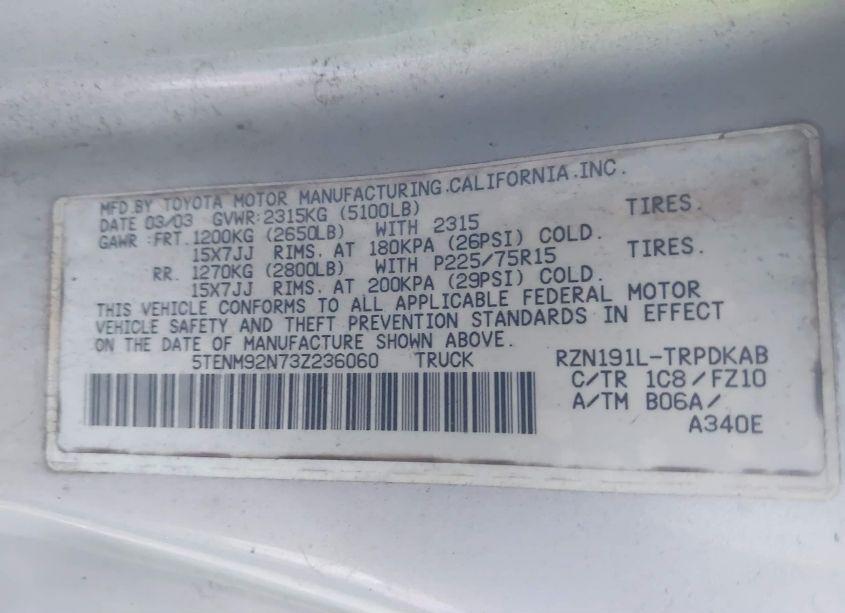 MFD.BY TOYOTA MOTOR MANUFACTURING.CALIFORNIA.INC.
DATE 03/03 GVWR:2315KG (5100LB)
GAWR :FRT.1200KG (2650LB) WITH 2315 TIRES.
15X7JJ RIMS. AT 180KPA (26PSI) COLD.
RR. 1270KG (2800LB) WITH P225/75R15 TIRES.
15X7JJ RIMS. AT 200KPA (29PSI) COLD.
THIS VEHICLE CONFORMS TO ALL APPLICABLE FEDERAL MOTOR
VEHICLE SAFETY AND THEFT PREVENTION STANDARDS IN EFFECT
ON THE DATE OF MANUFACTURE SHOWN ABOVE.
5TENM92N73Z236060 TRUCK RZN191L-TRPDKAB
C/TR 1C8/FZ10
A/TM B06A/
A340E